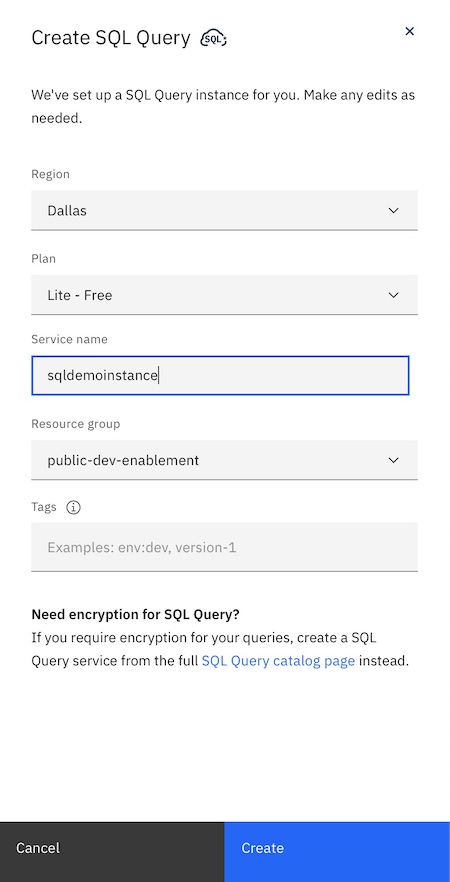 Create SQL Query
SQL
We've set up a SQL Query instance for you. Make any edits as
needed.
Region
Dallas
Plan
Lite - Free
Service name
sqldemoinstance
Resource group
public-dev-enablement
Tags
Examples: env:dev, version-1
Need encryption for SQL Query?
If you require encryption for your queries, create a SQL
Query service from the full SQL Query catalog page instead.
Cancel
Create